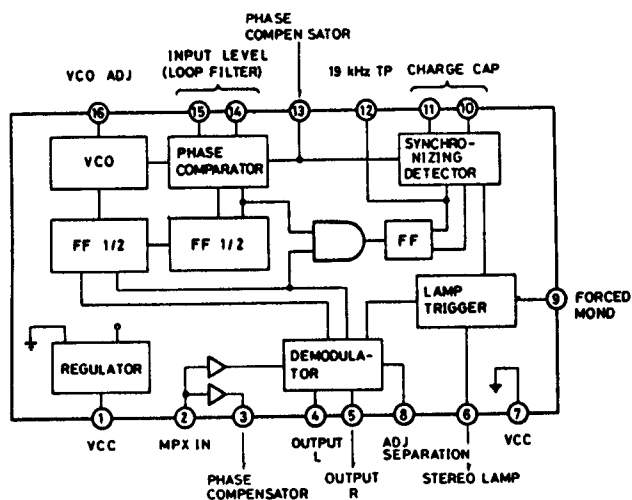 PHASE
COMPEN SATOR
INPUT LEVEL
(LOOP FILTER)
VCO ADJ
19 kHz TP
CHARGE CAP
16
15
14
13
12
11
10
VCO
PHASE
COMPARATOR
SYNCHRO-
NIZING
DETECTOR
FF 1/2
FF 1/2
FF
LAMP
TRIGGER
9
FORCED
MONO
REGULATOR
DEMODULA-
TOR
1
2
3
4
5
8
6
7
VCC
MPX IN
OUTPUT
L
ADJ
SEPARATION
VCC
PHASE
COMPENSATOR
OUTPUT
R
STEREO LAMP